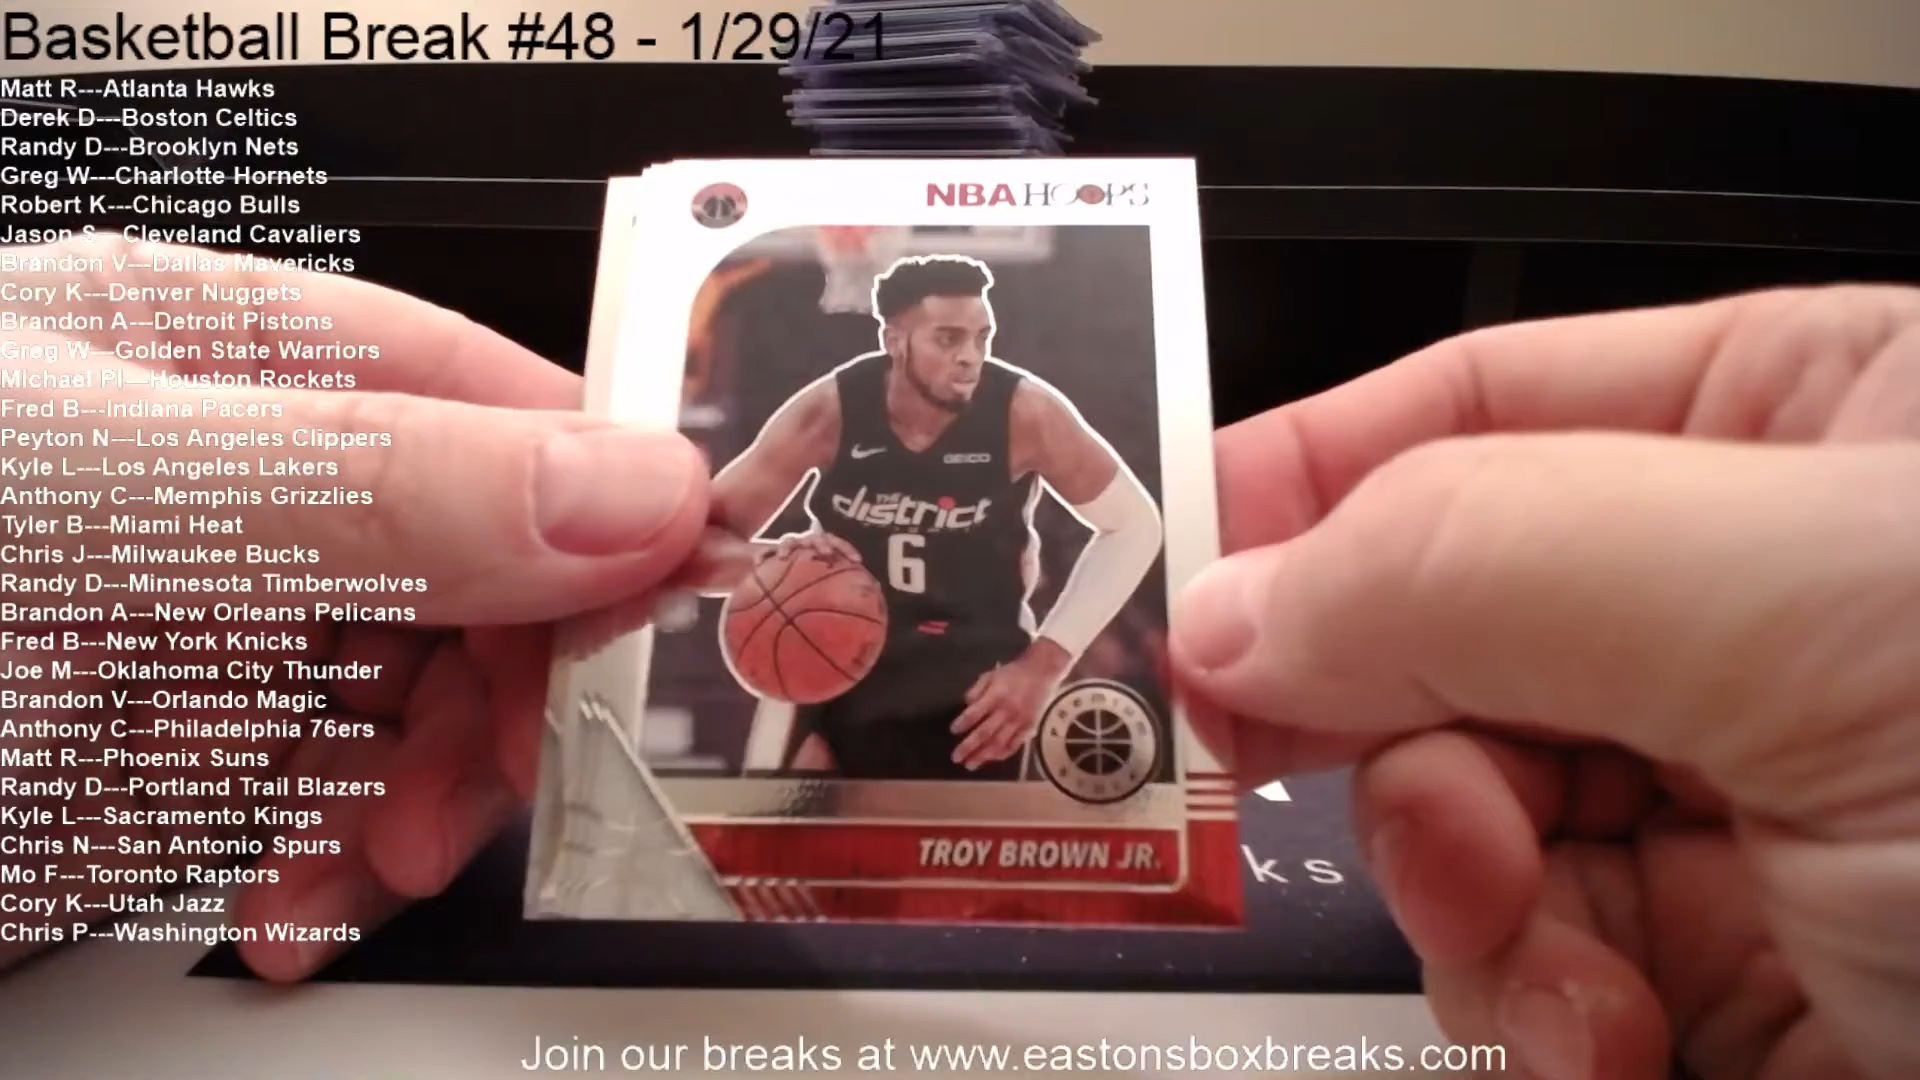 Basketball Break #48 - 1/29/21
Matt R---Atlanta Hawks
Derek D---Boston Celtics
Randy D---Brooklyn Nets
Greg W---Charlotte Hornets
Robert K---Chicago Bulls
Jason S---Cleveland Cavaliers
Brandon V---Dallas Mavericks
Cory K---Denver Nuggets
Brandon A---Detroit Pistons
Greg W---Golden State Warriors
Michael Pl---Houston Rockets
Fred B---Indiana Pacers
Peyton N---Los Angeles Clippers
Kyle L---Los Angeles Lakers
Anthony C---Memphis Grizzlies
Tyler B---Miami Heat
Chris J---Milwaukee Bucks
Randy D---Minnesota Timberwolves
Brandon A---New Orleans Pelicans
Fred B---New York Knicks
Joe M---Oklahoma City Thunder
Brandon V---Orlando Magic
Anthony C---Philadelphia 76ers
Matt R---Phoenix Suns
Randy D---Portland Trail Blazers
Kyle L---Sacramento Kings
Chris N---San Antonio Spurs
Mo F---Toronto Raptors
Cory K---Utah Jazz
Chris P---Washington Wizards
NBA HOOPS
GEICO
THE
district
6
Premium
TROY BROWN JR.
ks
Join our breaks at www.eastonsboxbreaks.com